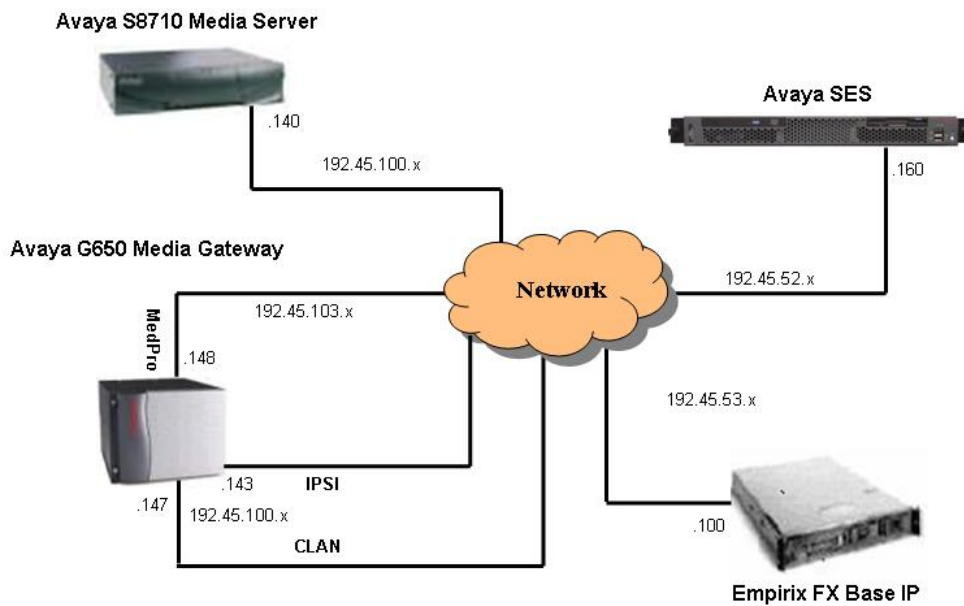 Avaya S8710 Media Server
Avaya SES
.140
.160
192.45.100.x
Avaya G650 Media Gateway
Network
192.45.52.x
192.45.103.x
MedPro
.148
192.45.53.x
.143
IPSI
.147
192.45.100.x
.100
CLAN
Empirix FX Base IP